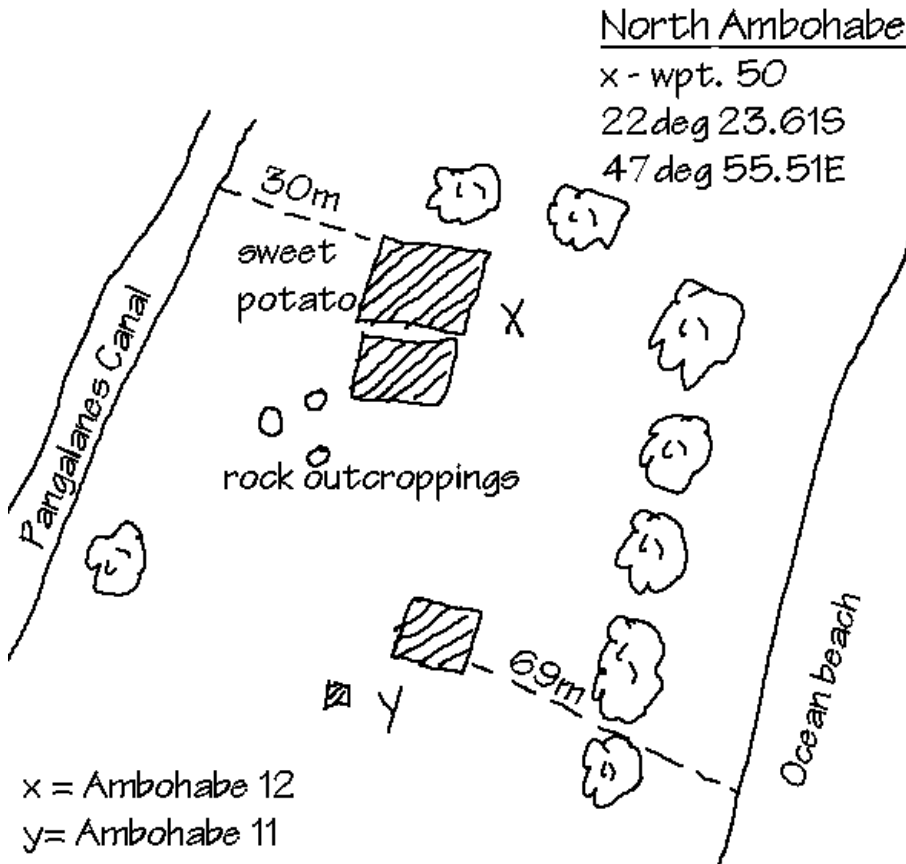 North Ambohabe
x - wpt. 50
22deg 23.61S
47deg 55.51E
30m
sweet
potato
X
Pangalanes Canal
rock outcroppings
69m
y
Ocean beach
x = Ambohabe 12
y= Ambohabe 11